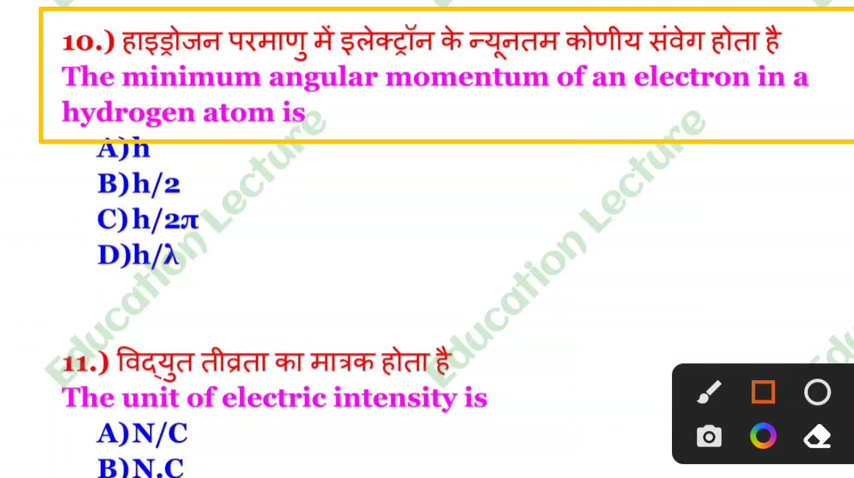 10.) हाइड्रोजन परमाणु में इलेक्ट्रॉन के न्यूनतम कोणीय संवेग होता है
The minimum angular momentum of an electron in a
hydrogen atom is
A)h
B)h/2
C)h/2π
D)h/λ
11.) विद्युत तीव्रता का मात्रक होता है
The unit of electric intensity is
A)N/C
B)N.C
Education Lecture
Education Lecture